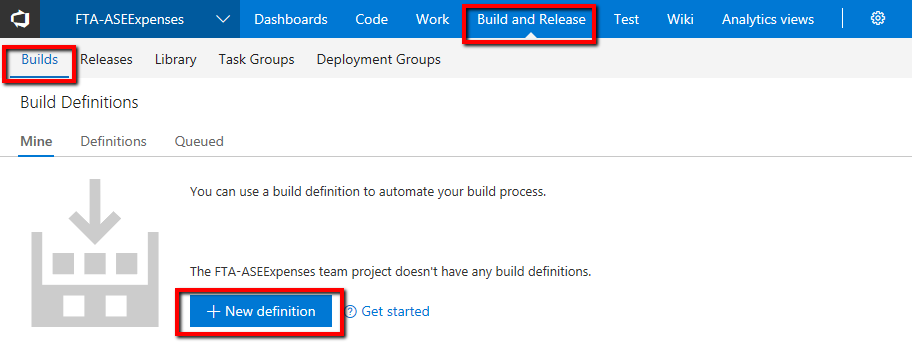 FTA-ASEExpenses Dashboards Code Work Build and Release Test Wiki Analytics views
Builds Releases Library Task Groups Deployment Groups
Build Definitions
Mine Definitions Queued
You can use a build definition to automate your build process.
The FTA-ASEExpenses team project doesn't have any build definitions.
+ New definition ? Get started